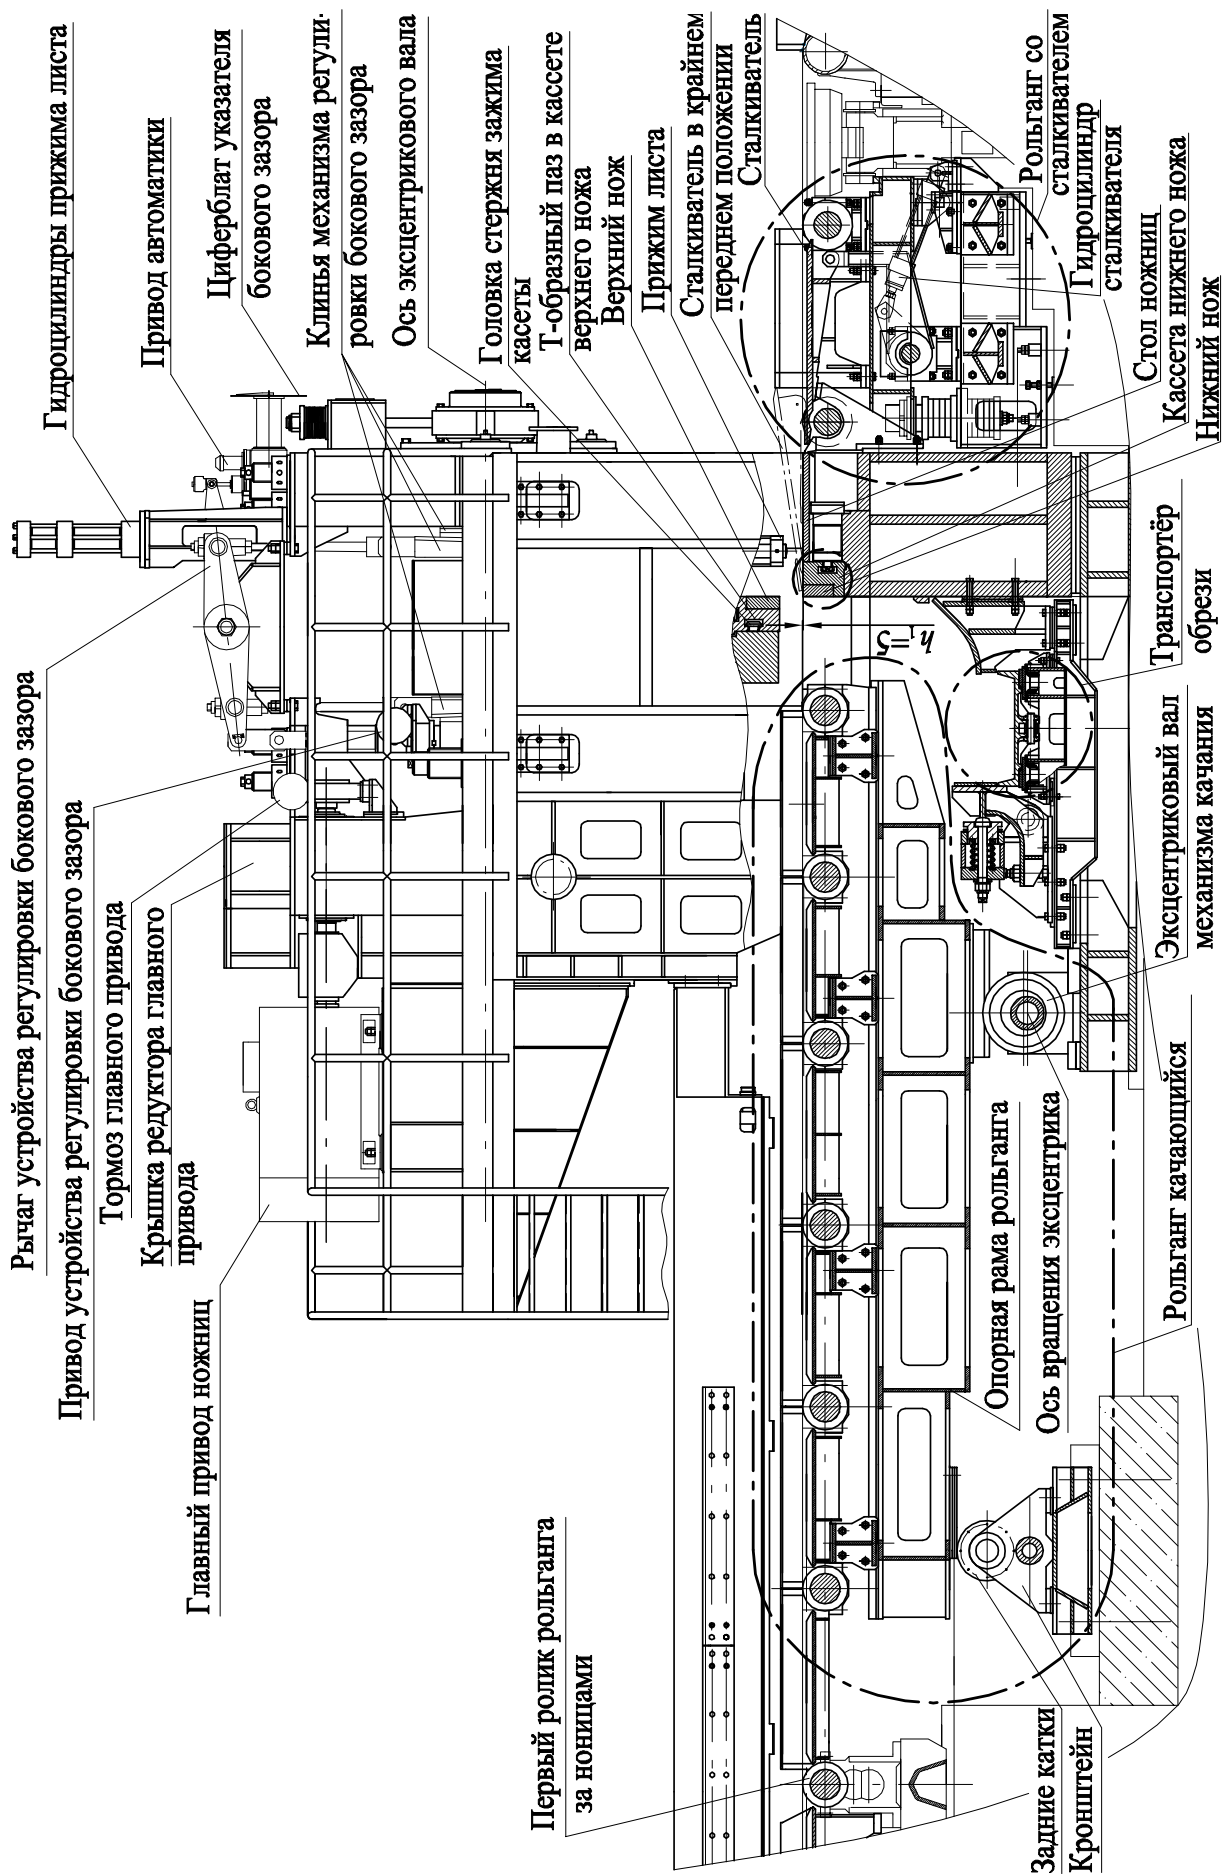 Гидроцилиндры прижима листа
Привод автоматики
Циферблат указателя
бокового зазора
Клинья механизма регули-
ровки бокового зазора
Ось эксцентрикового вала
Головка стержня зажима
касеты
Т-образный паз в кассете
верхнего ножа
Верхний нож
Прижим листа
Сталкиватель в крайнем
переднем положении
Сталкиватель
Рольганг со
сталкивателем
Гидроцилиндр
сталкивателя
Стол ножниц
Кассета нижнего ножа
Нижний нож
Рычаг устройства регулировки бокового зазора
Привод устройства регулировки бокового зазора
Тормоз главного привода
Крышка редуктора главного
привода
Главный привод ножниц
h1=5
Транспортёр
обрези
Эксцентриковый вал
механизма качания
Опорная рама рольганга
Ось вращения эксцентрика
Рольганг качающийся
Первый ролик рольганга
за ноницами
Задние катки
Кронштейн